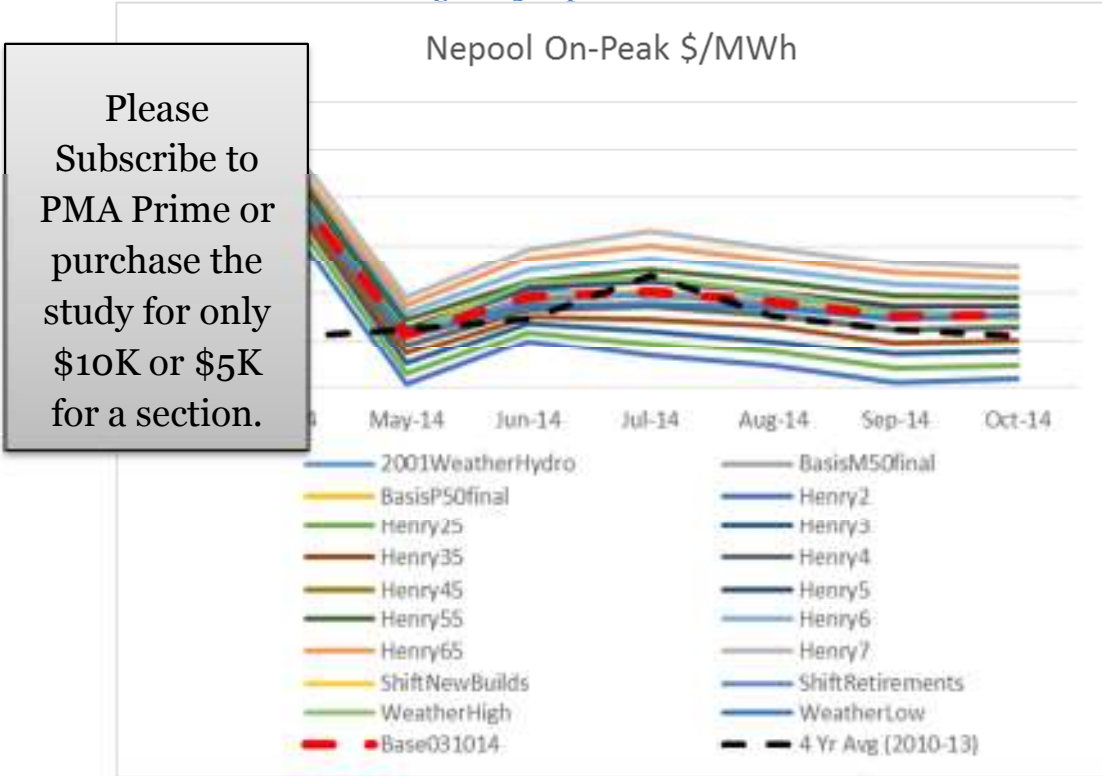 Nepool On-Peak $/MWh
Please
Subscribe to
PMA Prime or
purchase the
study for only
$10K or $5K
for a section.
May-14 Jun-14 Jul-14 Aug-14 Sep-14 Oct-14
2001WeatherHydro BasisM50final
BasisP50final Henry2
Henry25 Henry3
Henry35 Henry4
Henry45 Henry5
Henry55 Henry6
Henry65 Henry7
ShiftNewBuilds ShiftRetirements
WeatherHigh WeatherLow
Base031014 4 Yr Avg (2010-13)